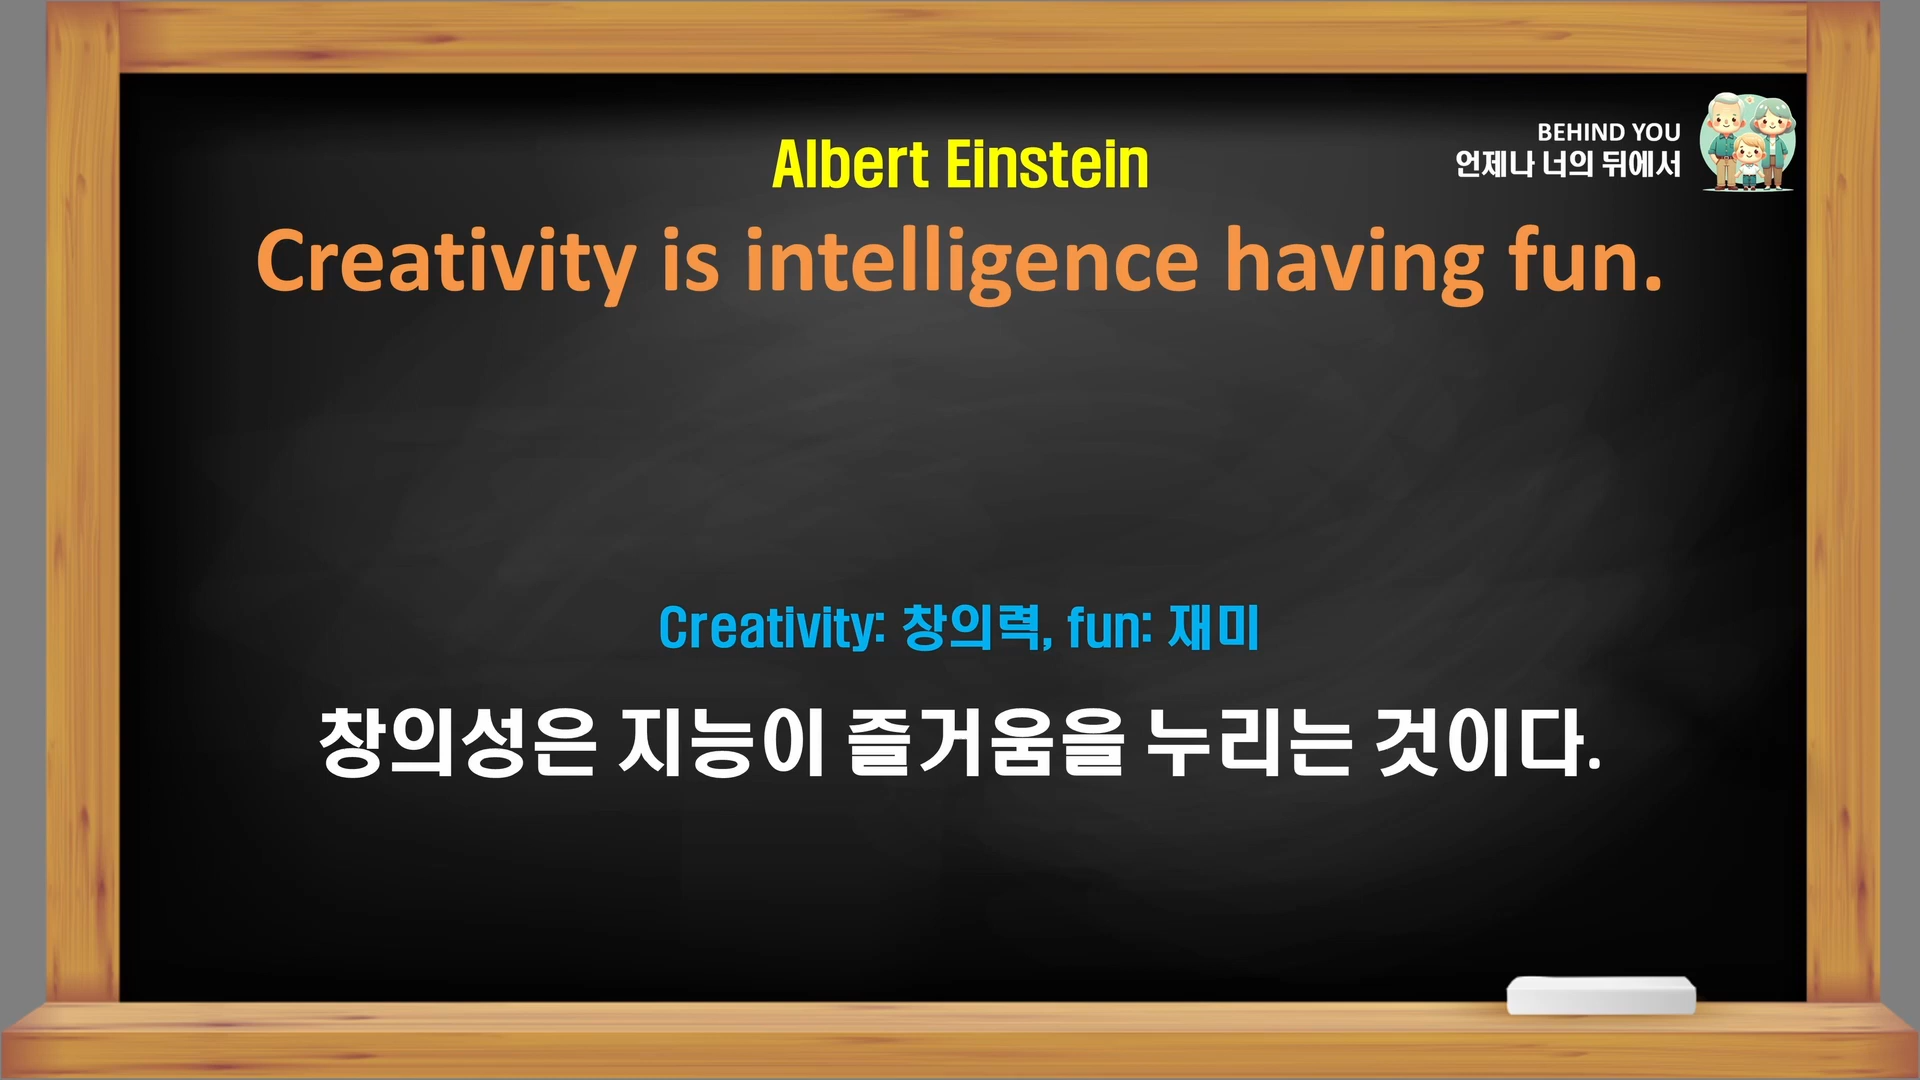 BEHIND YOU
언제나 너의 뒤에서
Albert Einstein
Creativity is intelligence having fun.
Creativity: 창의력, fun: 재미
창의성은 지능이 즐거움을 누리는 것이다.